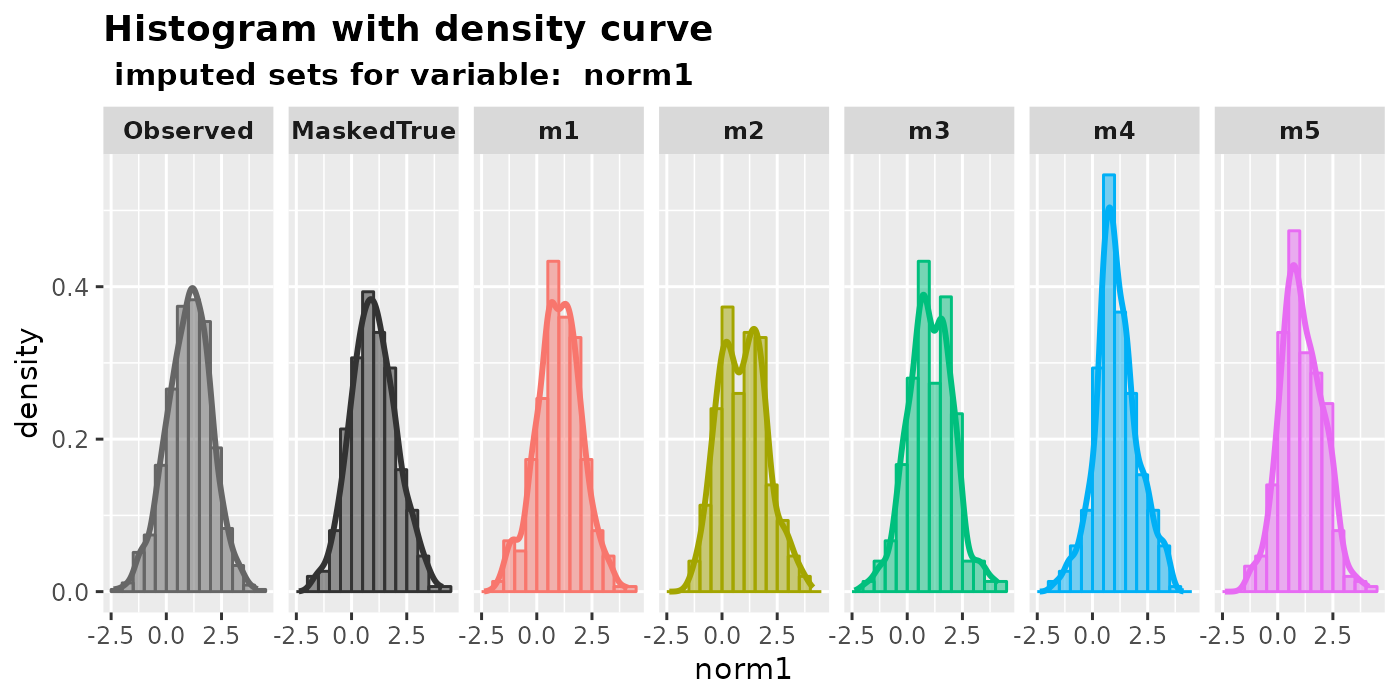 Histogram with density curve
imputed sets for variable:  norm1
Observed MaskedTrue m1 m2 m3 m4 m5
0.4
0.2
0.0
density
-2.5 0.0 2.5 -2.5 0.0 2.5 -2.5 0.0 2.5 -2.5 0.0 2.5 -2.5 0.0 2.5 -2.5 0.0 2.5 -2.5 0.0 2.5
norm1